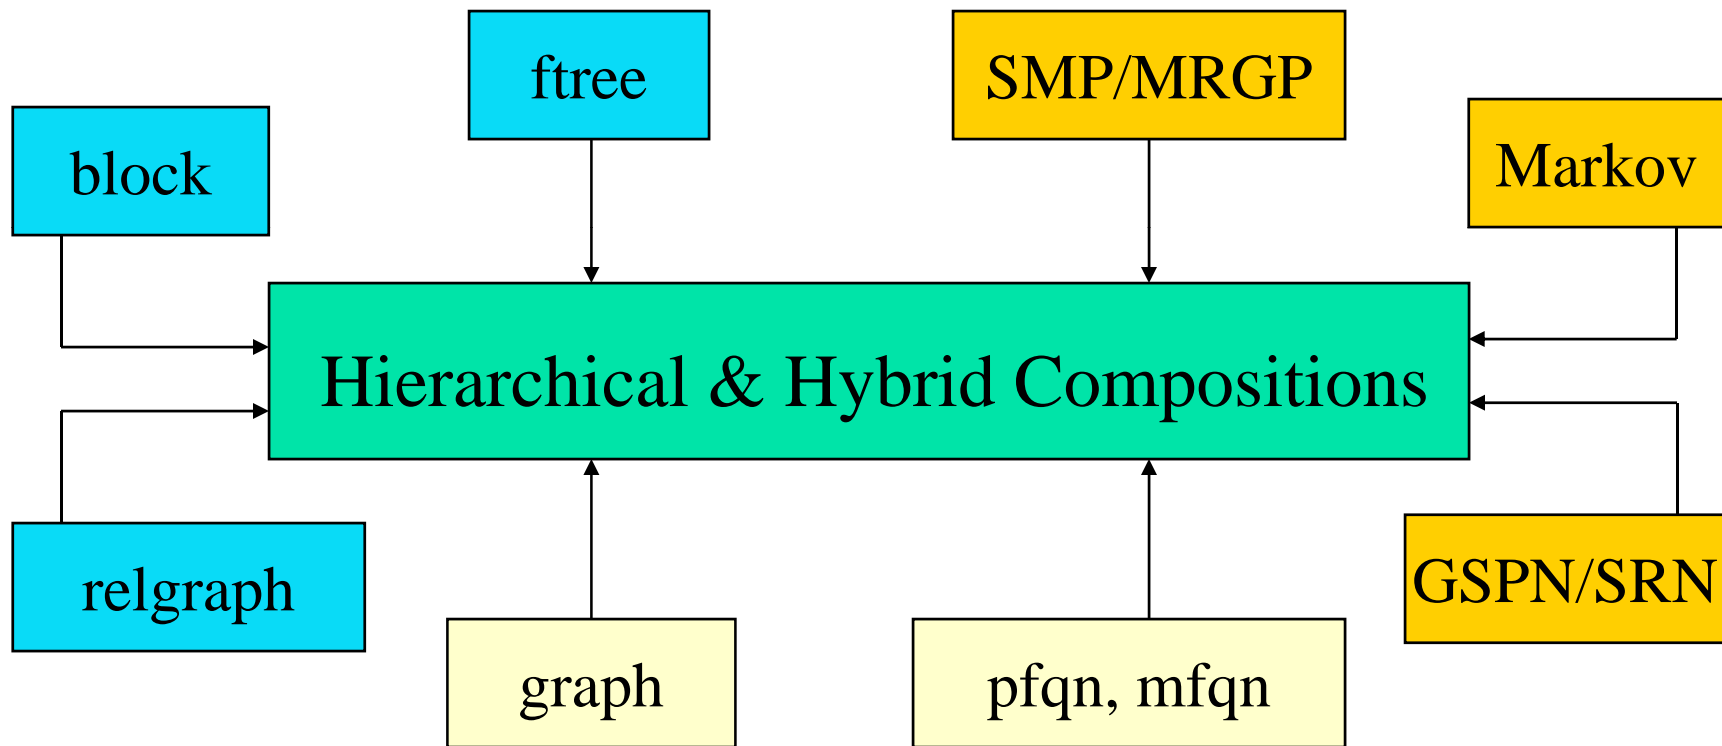 ftree
SMP/MRGP
block
Markov
Hierarchical & Hybrid Compositions
relgraph
GSPN/SRN
graph
pfqn, mfqn